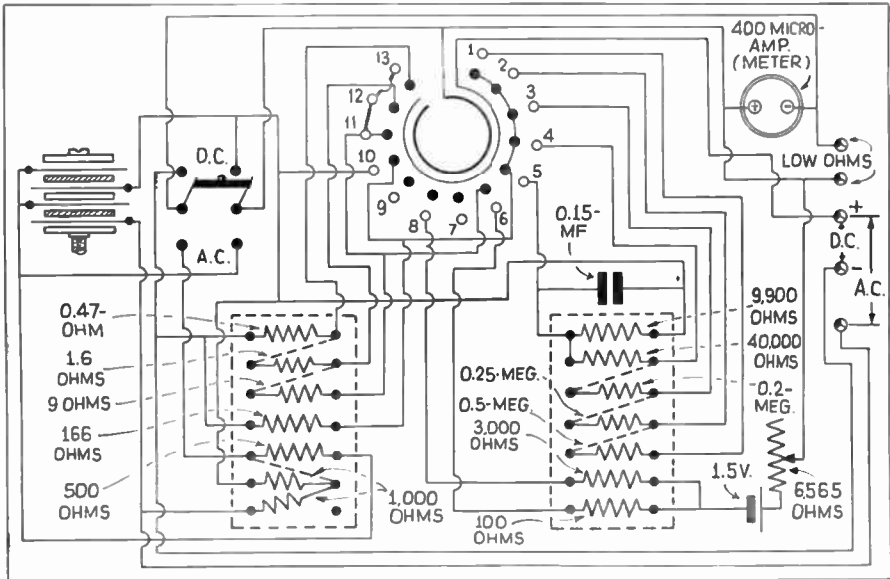 400 MICRO-
AMP.
(METER)
+
−
13
12
11
10
9
8
7
6
5
4
3
2
1
D.C.
A.C.
LOW OHMS
+
D.C.
−
A.C.
0.15-
MF
0.47-
OHM
1.6
OHMS
9 OHMS
166
OHMS
500
OHMS
1,000
OHMS
9,900
OHMS
40,000
OHMS
0.25-MEG.
0.2-
MEG.
0.5-MEG.
3,000
OHMS
100
OHMS
1.5V.
6,565
OHMS